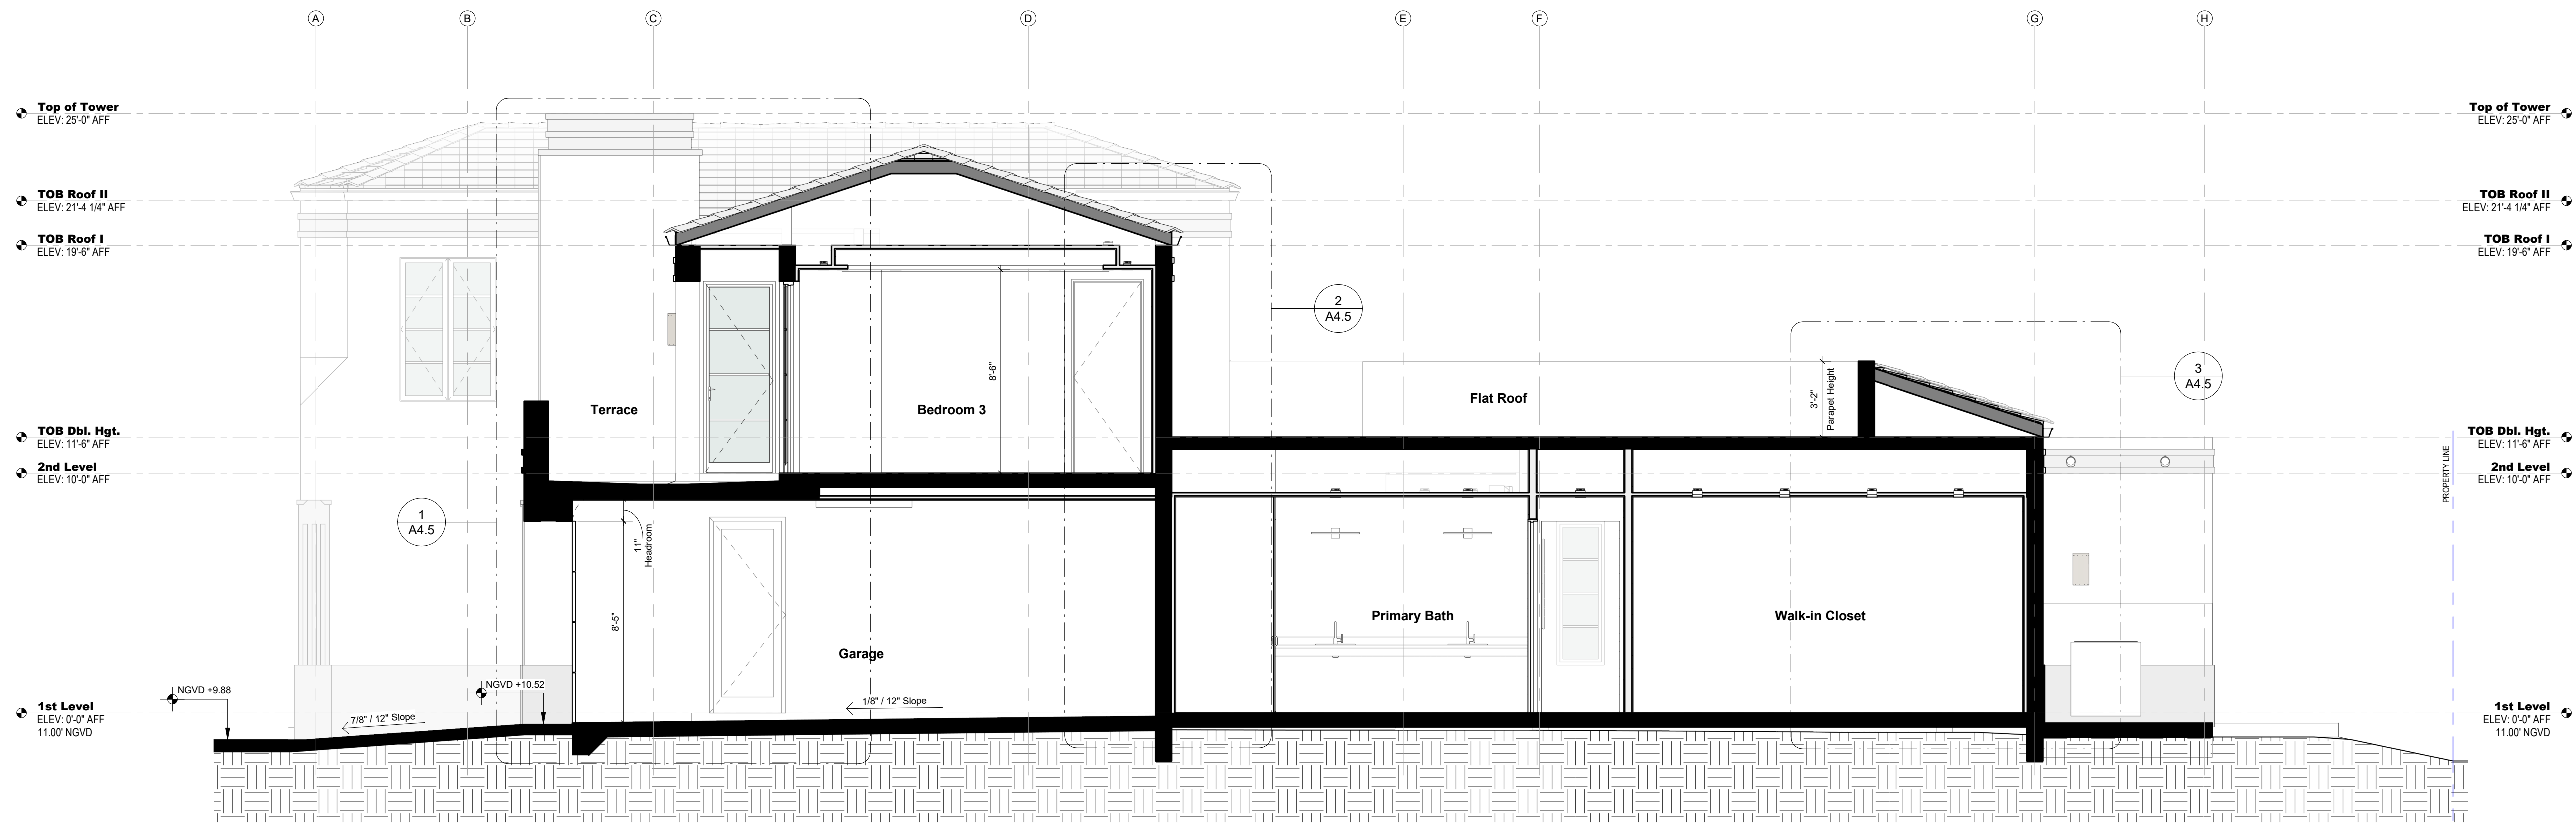 A
B
C
D
E
F
G
H
Top of Tower
ELEV: 25'-0" AFF
Top of Tower
ELEV: 25'-0" AFF
TOB Roof II
ELEV: 21'-4 1/4" AFF
TOB Roof II
ELEV: 21'-4 1/4" AFF
TOB Roof I
ELEV: 19'-6" AFF
TOB Roof I
ELEV: 19'-6" AFF
2
A4.5
3
A4.5
8'-6"
3'-2"
Parapet Height
Terrace
Bedroom 3
Flat Roof
TOB Dbl. Hgt.
ELEV: 11'-6" AFF
TOB Dbl. Hgt.
ELEV: 11'-6" AFF
2nd Level
ELEV: 10'-0" AFF
2nd Level
ELEV: 10'-0" AFF
PROPERTY LINE
1
A4.5
11"
Headroom
8'-5"
Primary Bath
Walk-in Closet
Garage
NGVD +9.88
NGVD +10.52
7/8" / 12" Slope
1/8" / 12" Slope
1st Level
ELEV: 0'-0" AFF
11.00' NGVD
1st Level
ELEV: 0'-0" AFF
11.00' NGVD